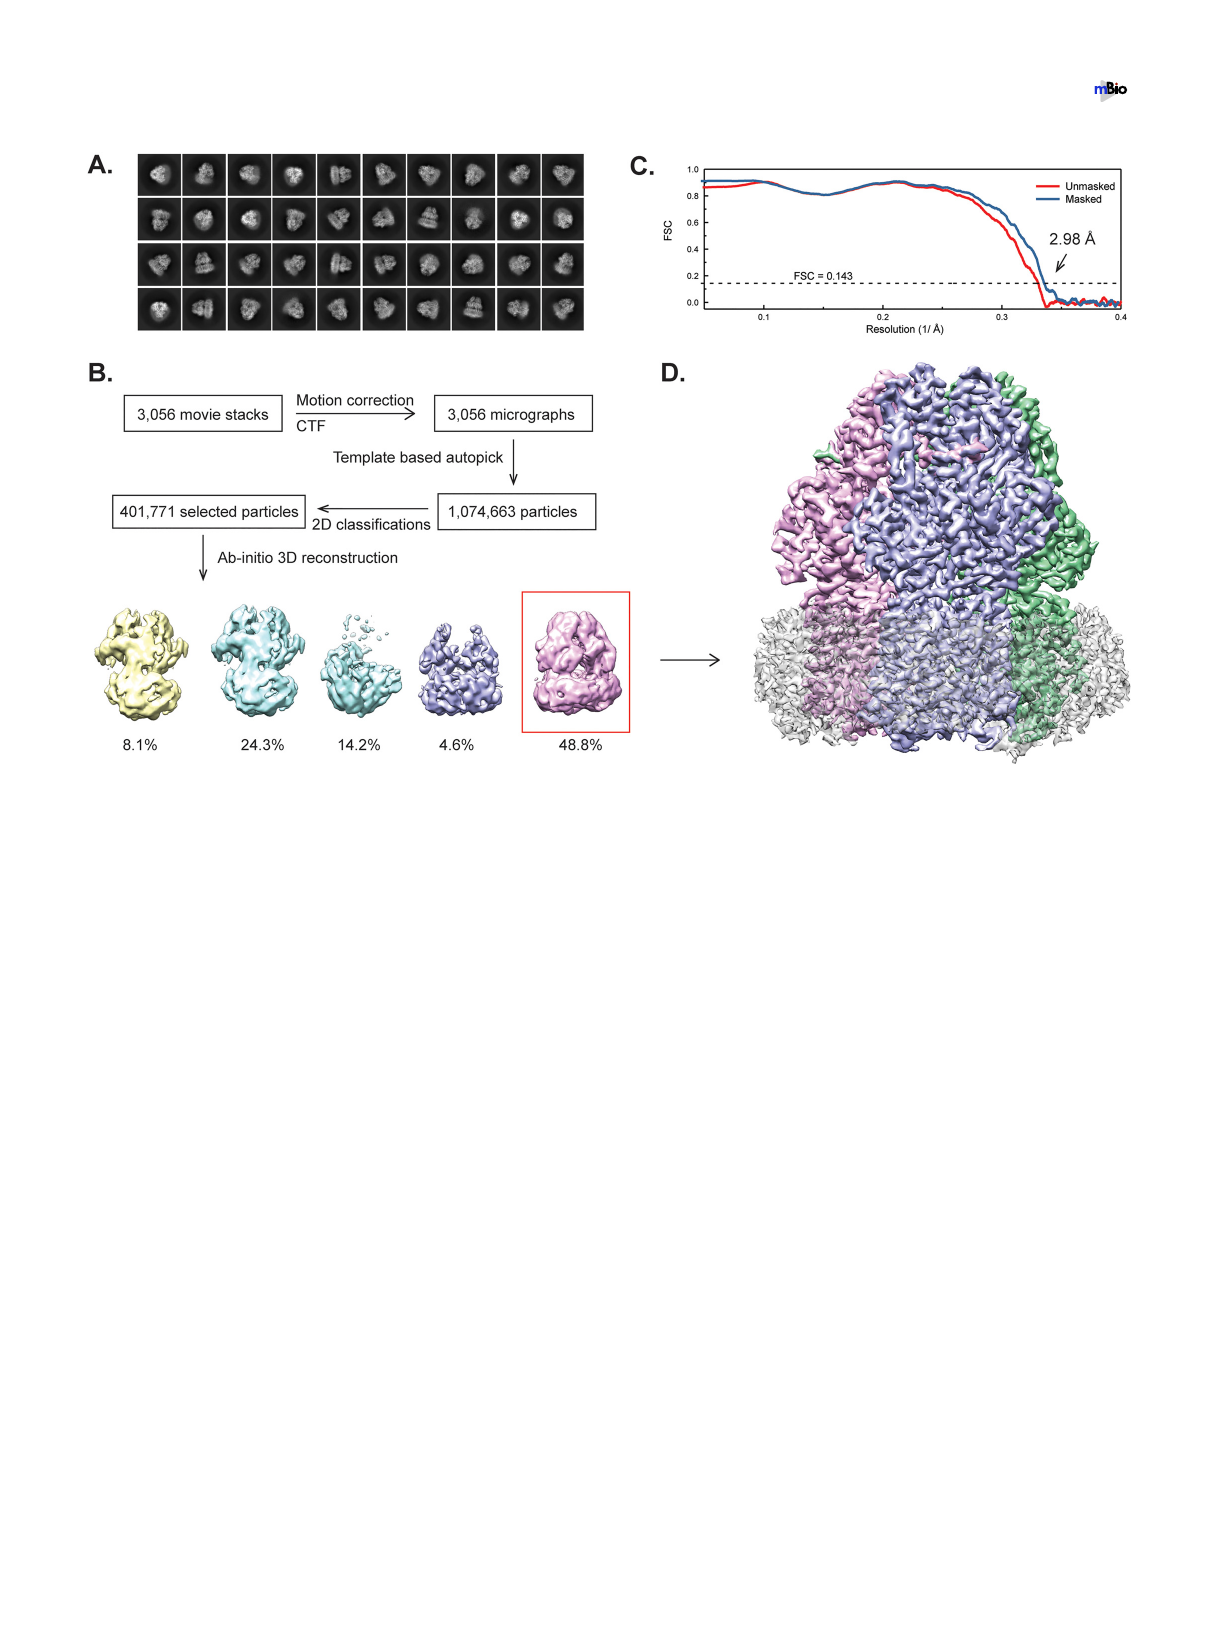 mBio
A.
B.
3,056 movie stacks
Motion correction
CTF
3,056 micrographs
Template based autopick
401,771 selected particles
2D classifications
1,074,663 particles
Ab-initio 3D reconstruction
8.1%
24.3%
14.2%
4.6%
48.8%
C.
1.0
0.8
0.6
0.4
0.2
0.0
FSC
Unmasked
Masked
2.98 Å
FSC = 0.143
0.1
0.2
0.3
0.4
Resolution (1/ Å)
D.